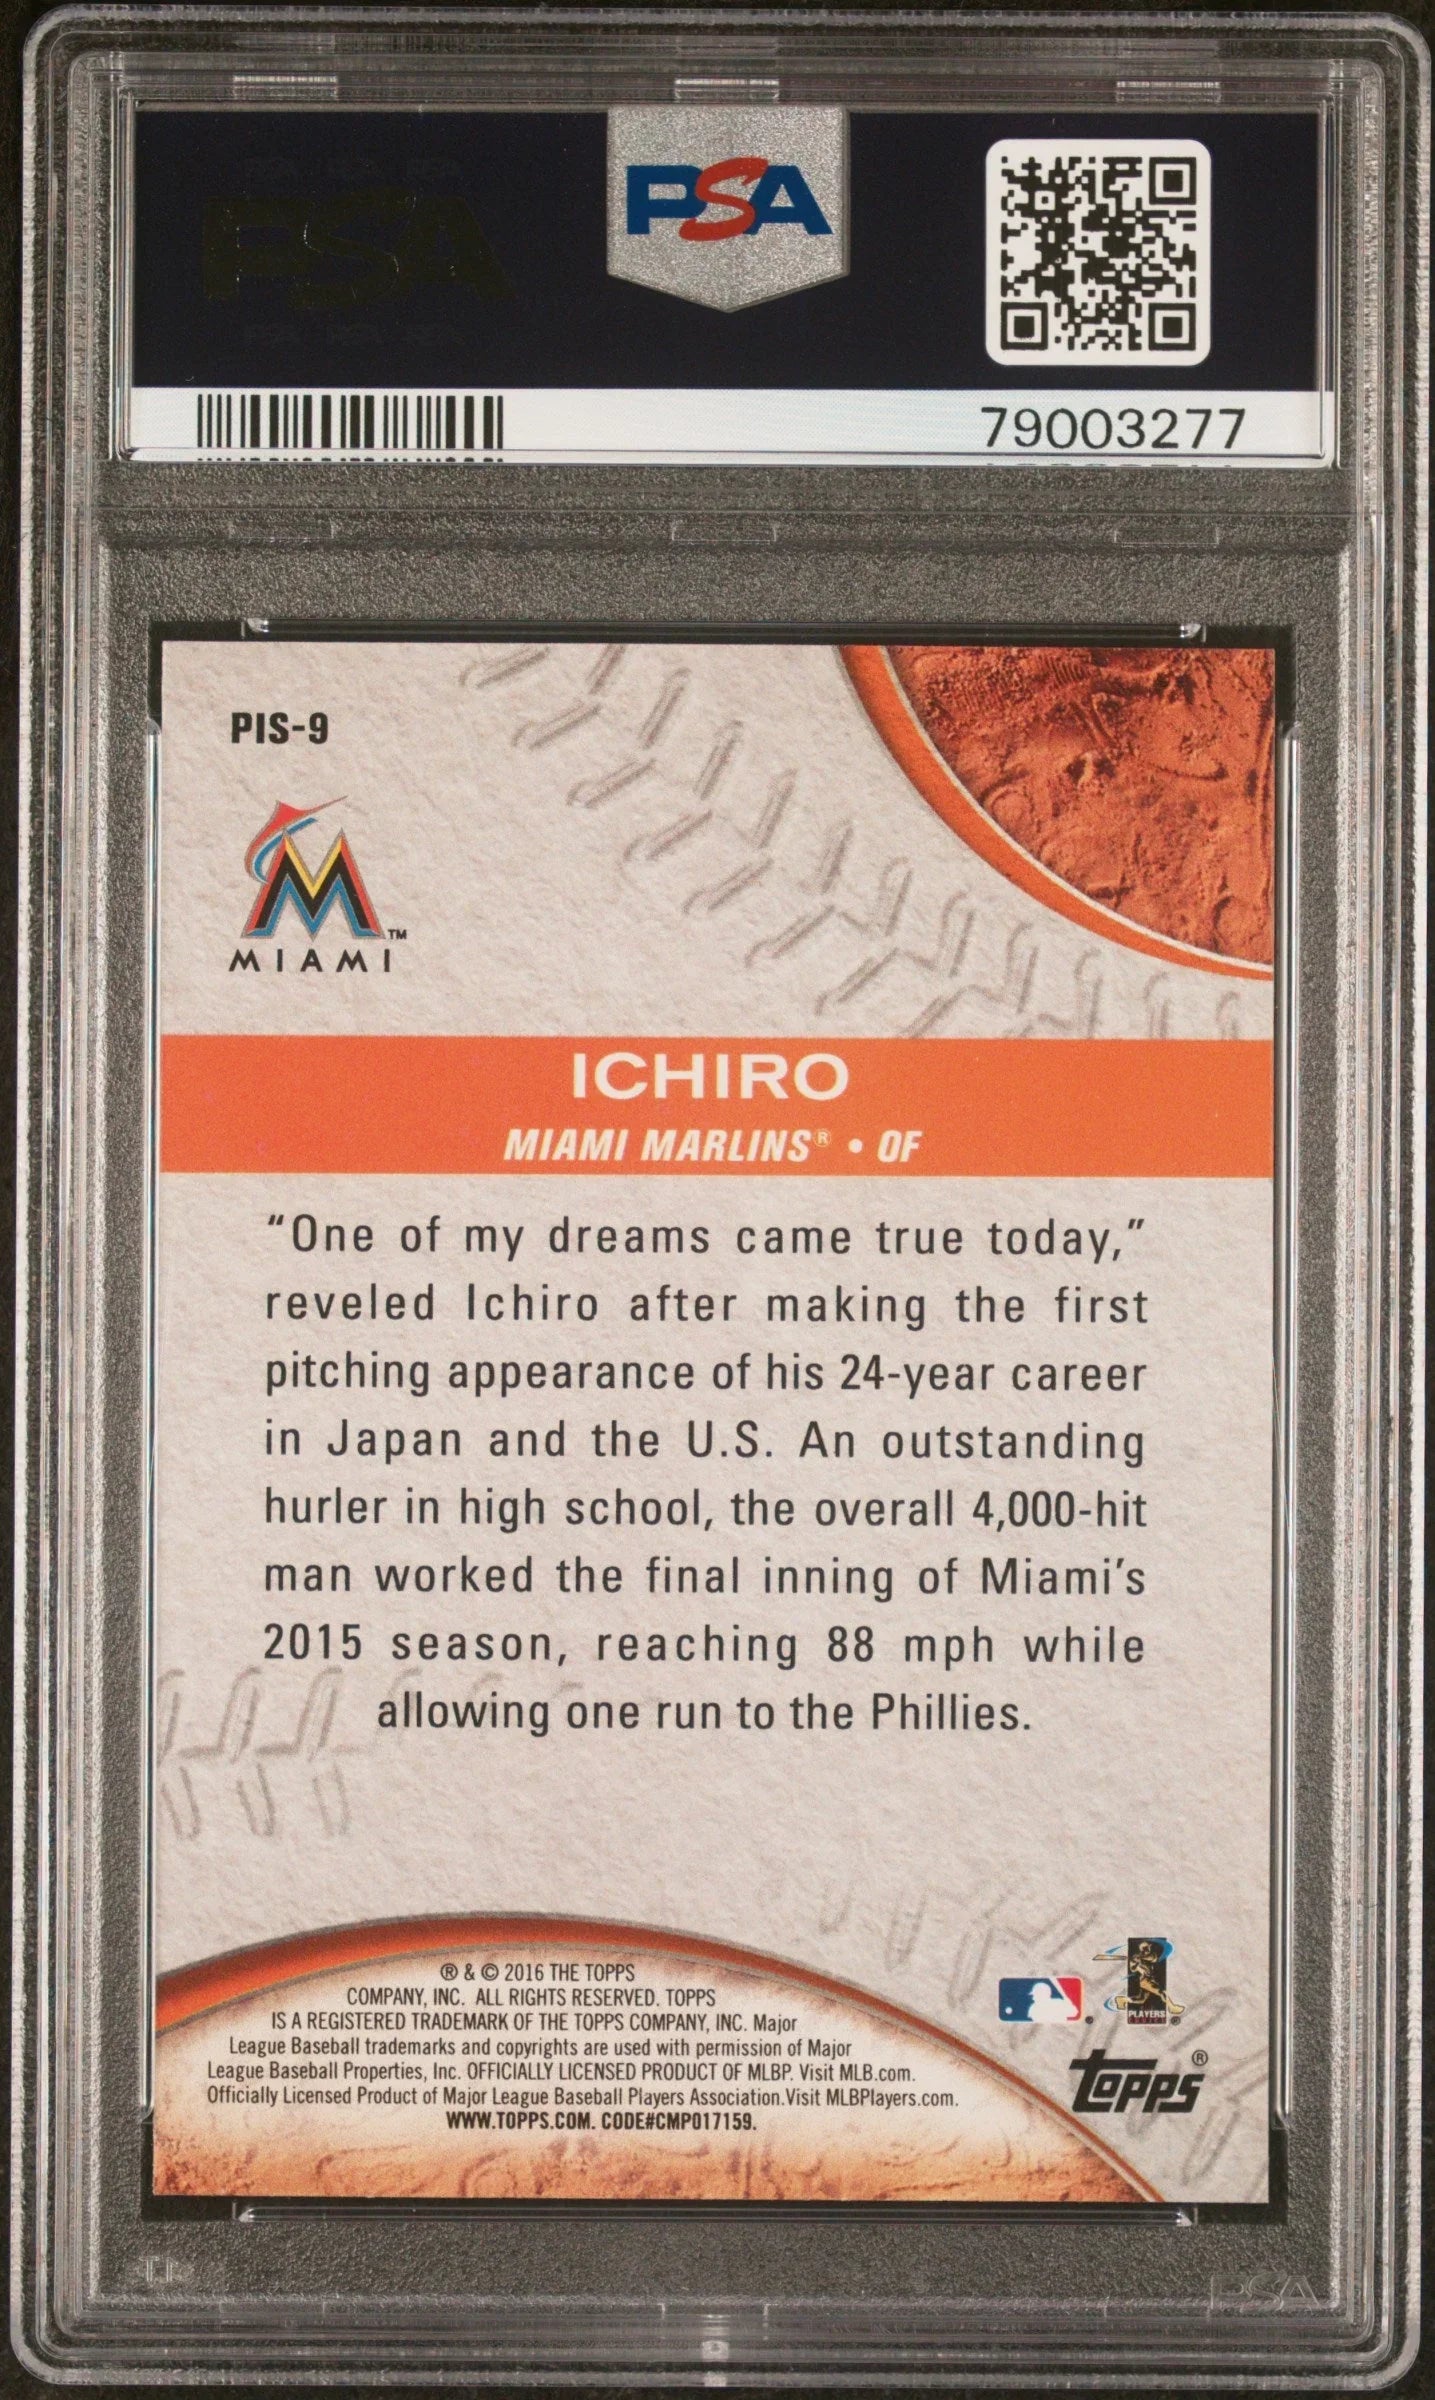 PSA
79003277
PIS-9
M™
MIAMI
ICHIRO
MIAMI MARLINS® • OF
“One of my dreams came true today,”
reveled Ichiro after making the first
pitching appearance of his 24-year career
in Japan and the U.S. An outstanding
hurler in high school, the overall 4,000-hit
man worked the final inning of Miami’s
2015 season, reaching 88 mph while
allowing one run to the Phillies.
® & © 2016 THE TOPPS
COMPANY, INC. ALL RIGHTS RESERVED. TOPPS
IS A REGISTERED TRADEMARK OF THE TOPPS COMPANY, INC. Major
League Baseball trademarks and copyrights are used with permission of Major
League Baseball Properties, Inc. OFFICIALLY LICENSED PRODUCT OF MLBP. Visit MLB.com.
Officially Licensed Product of Major League Baseball Players Association.Visit MLBPlayers.com.
WWW.TOPPS.COM. CODE#CMP017159.
PLAYERS
CHOICE®
Topps®
PSA